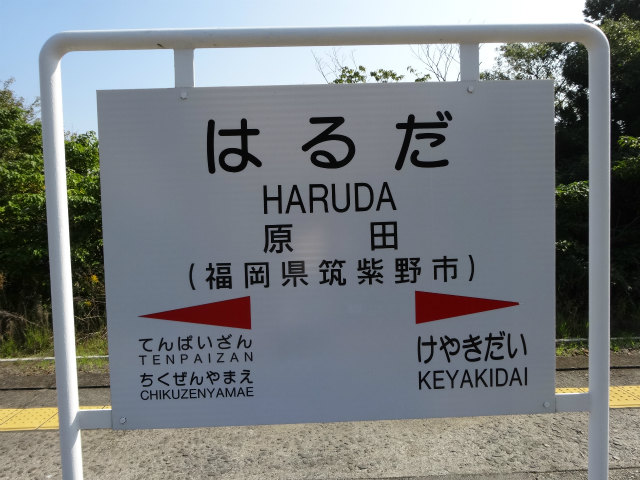 はるだ
HARUDA
原田
(福岡県筑紫野市)
てんぱいざん
TENPAIZAN
ちくぜんやまえ
CHIKUZENYAMAE
けやきだい
KEYAKIDAI